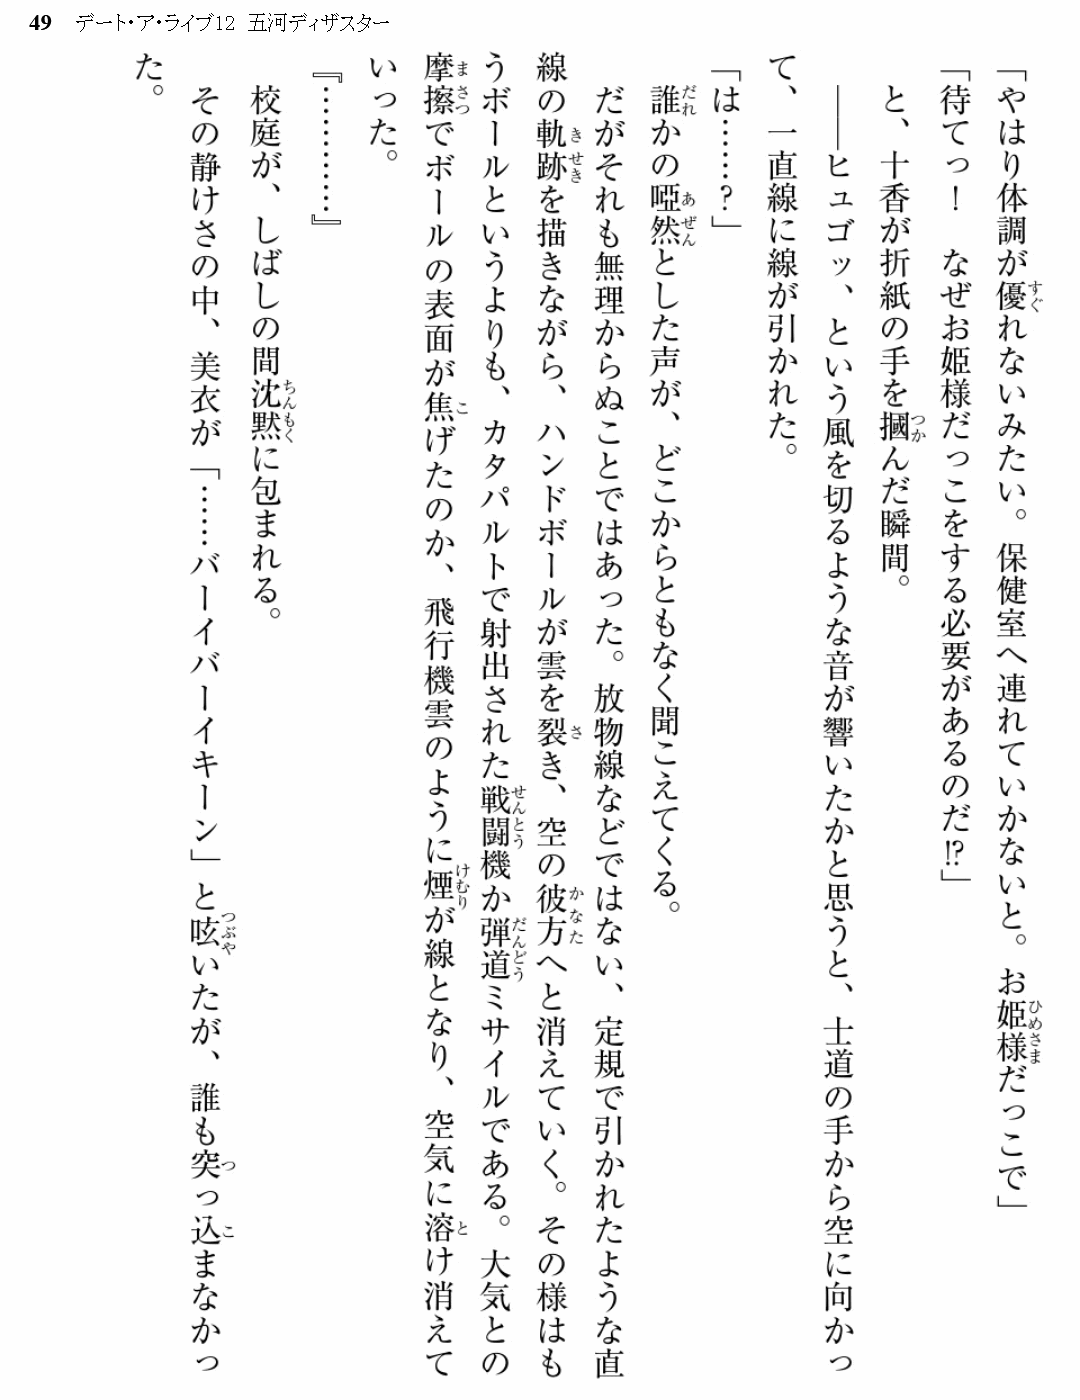 49 デート・ア・ライブ12 五河ディザスター
「やはり体調が優れないみたい。保健室へ連れていかないと。お姫様だっこで」
「待てっ！　なぜお姫様だっこをする必要があるのだ!?」
と、十香が折紙の手を摑んだ瞬間。
――ヒュゴッ、という風を切るような音が響いたかと思うと、士道の手から空に向かっ
て、一直線に線が引かれた。
「は……？」
誰かの啞然とした声が、どこからともなく聞こえてくる。
だがそれも無理からぬことではあった。放物線などではない、定規で引かれたような直
線の軌跡を描きながら、ハンドボールが雲を裂き、空の彼方へと消えていく。その様はも
うボールというよりも、カタパルトで射出された戦闘機か弾道ミサイルである。大気との
摩擦でボールの表面が焦げたのか、飛行機雲のように煙が線となり、空気に溶け消えて
いった。
『…………』
校庭が、しばしの間沈黙に包まれる。
その静けさの中、美衣が「……バーイバーイキーン」と呟いたが、誰も突っ込まなかっ
た。